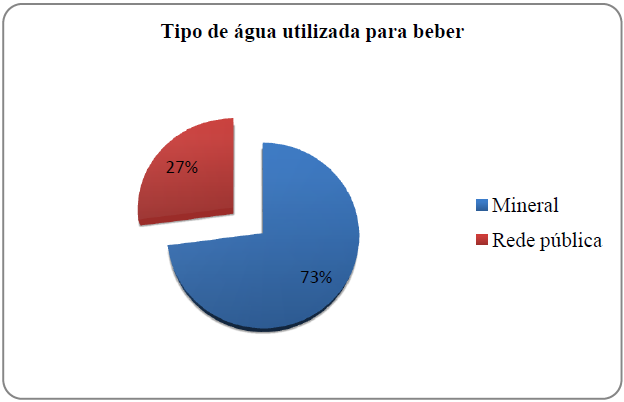 Tipo de água utilizada para beber
27%
73%
Mineral
Rede pública